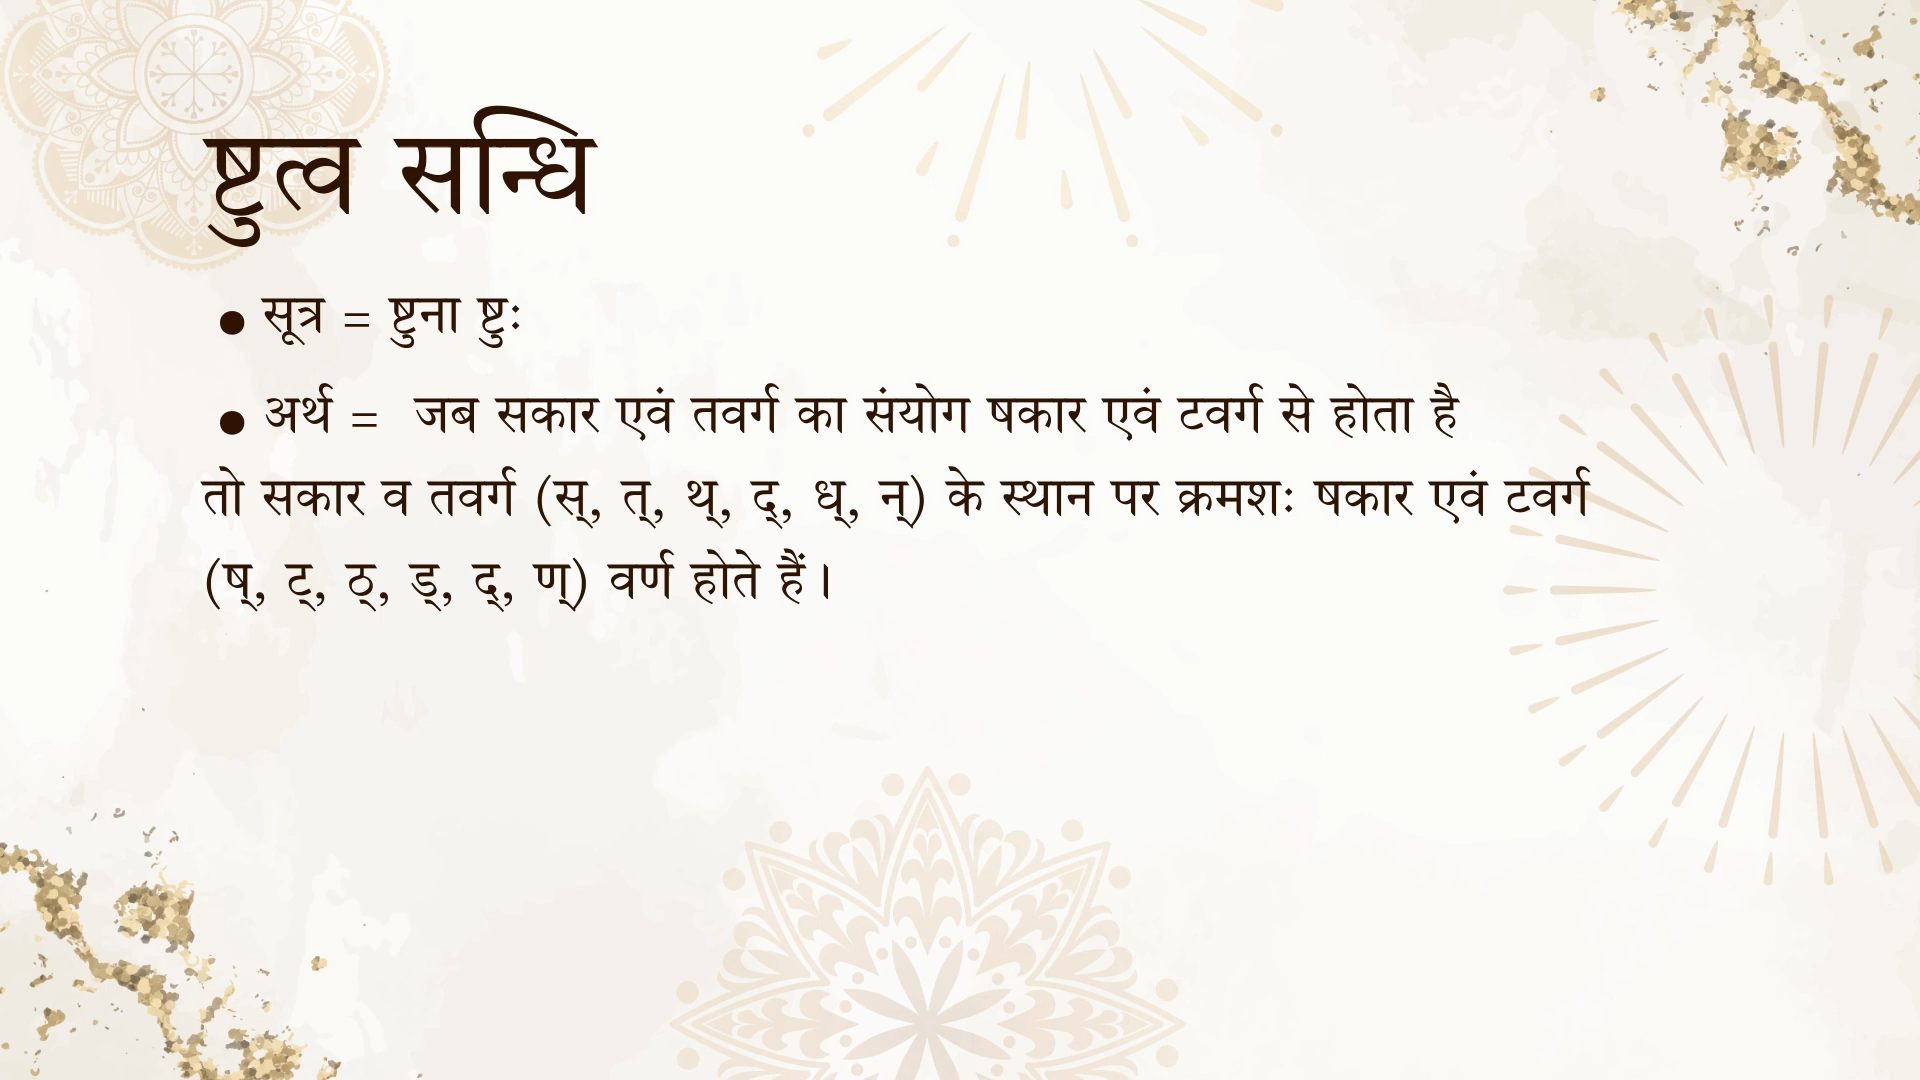 ष्टुत्व सन्धि
• सूत्र = ष्टुना ष्टुः
• अर्थ = जब सकार एवं तवर्ग का संयोग षकार एवं टवर्ग से होता है
तो सकार व तवर्ग (स्, त्, थ्, द्, ध्, न्) के स्थान पर क्रमशः षकार एवं टवर्ग
(ष्, ट्, ठ्, ड्, द्, ण्) वर्ण होते हैं।